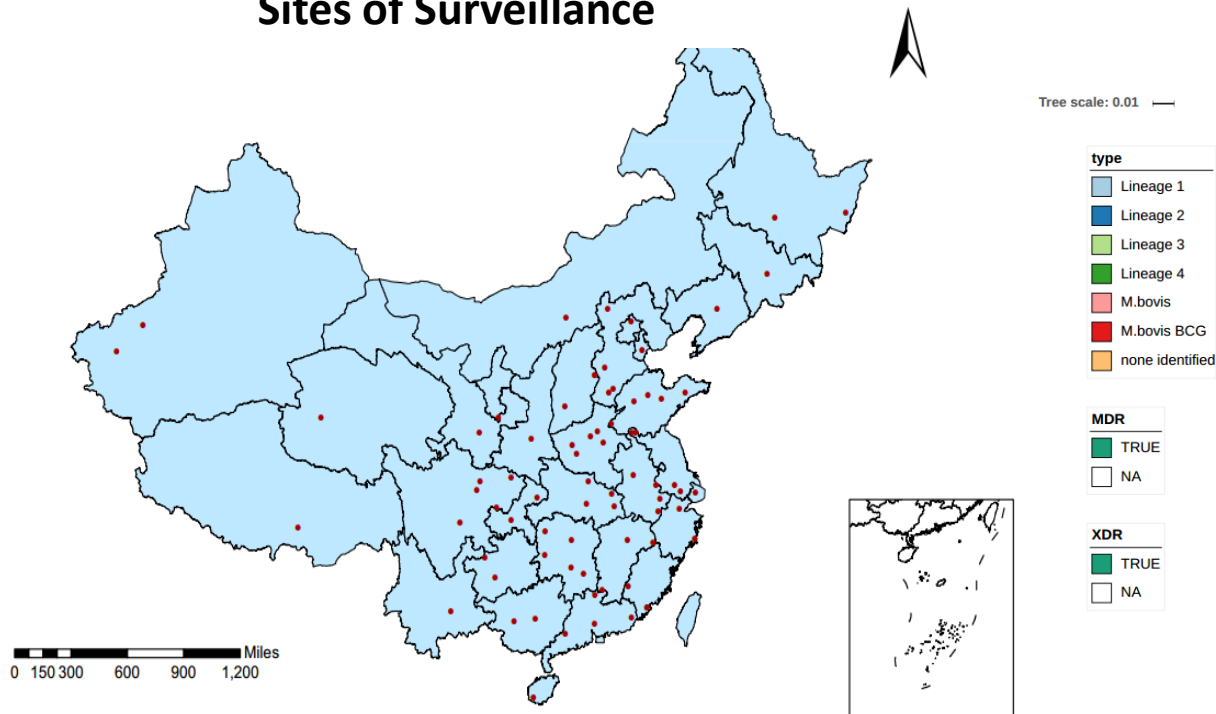 Sites of Surveillance
Tree scale: 0.01
type
Lineage 1
Lineage 2
Lineage 3
Lineage 4
M.bovis
M.bovis BCG
none identified
MDR
TRUE
NA
XDR
TRUE
NA
Miles
0 150 300 600 900 1,200